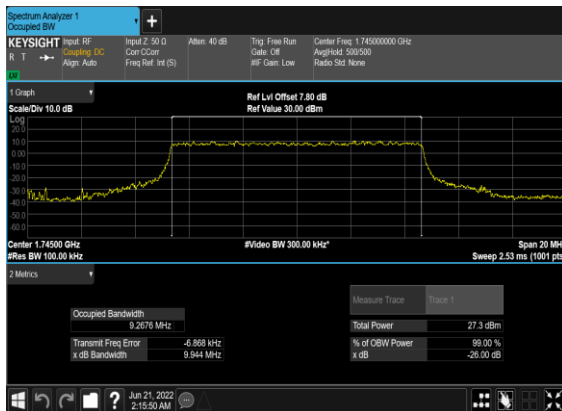 Spectrum Analyzer 1
Occupied BW
KEYSIGHT
R T
Input: RF
Coupling: DC
Align: Auto
Input Z: 50 Ω
Corr CCorr
Freq Ref: Int (S)
Atten: 40 dB
Trig: Free Run
Gate: Off
#IF Gain: Low
Center Freq: 1.745000000 GHz
Avg|Hold: 500/500
Radio Std: None
1 Graph
Scale/Div 10.0 dB
Ref Lvl Offset 7.80 dB
Ref Value 30.00 dBm
Log
20.0
10.0
0.00
-10.0
-20.0
-30.0
-40.0
-50.0
-60.0
Center 1.74500 GHz
#Res BW 100.00 kHz
#Video BW 300.00 kHz*
Span 20 MH
Sweep 2.53 ms (1001 pts
2 Metrics
Measure Trace
Trace 1
Occupied Bandwidth
9.2676 MHz
Total Power
27.3 dBm
Transmit Freq Error
-6.868 kHz
% of OBW Power
99.00 %
x dB Bandwidth
9.944 MHz
x dB
-26.00 dB
Jun 21, 2022
2:15:50 AM